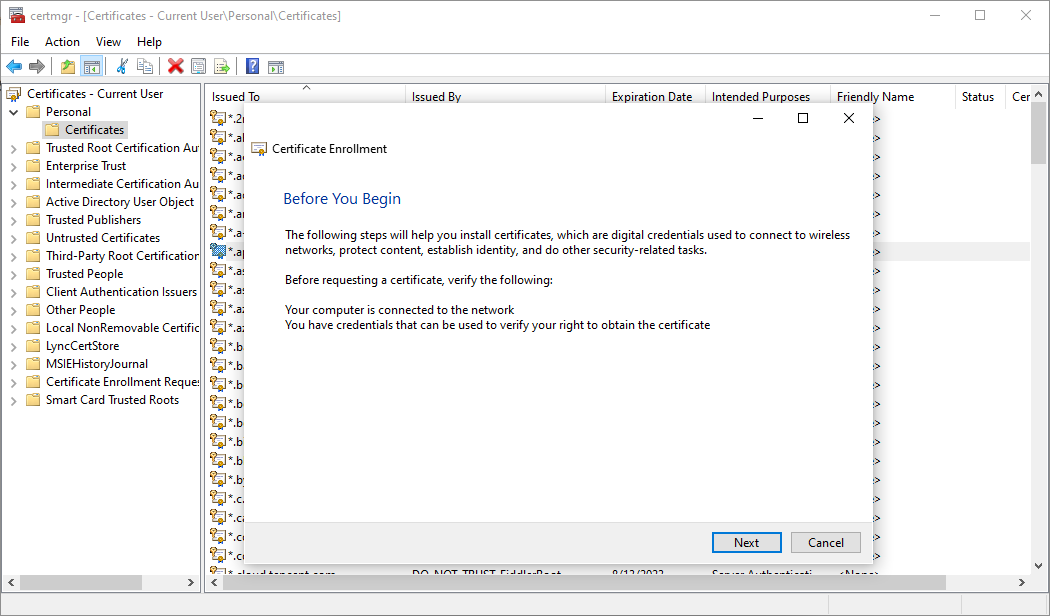 certmgr - [Certificates - Current User\Personal\Certificates]
File Action View Help
Certificates - Current User
Personal
Certificates
Trusted Root Certification Au
Enterprise Trust
Intermediate Certification Au
Active Directory User Object
Trusted Publishers
Untrusted Certificates
Third-Party Root Certification
Trusted People
Client Authentication Issuers
Other People
Local NonRemovable Certific
LyncCertStore
MSIEHistoryJournal
Certificate Enrollment Reques
Smart Card Trusted Roots
Issued To Issued By Expiration Date Intended Purposes Friendly Name Status Cer
Certificate Enrollment
Before You Begin
The following steps will help you install certificates, which are digital credentials used to connect to wireless
networks, protect content, establish identity, and do other security-related tasks.
Before requesting a certificate, verify the following:
Your computer is connected to the network
You have credentials that can be used to verify your right to obtain the certificate
Next Cancel
*.cloud.tencent.com DO_NOT_TRUST_FiddlerRoot 8/13/2023 Server Authenticati <None>